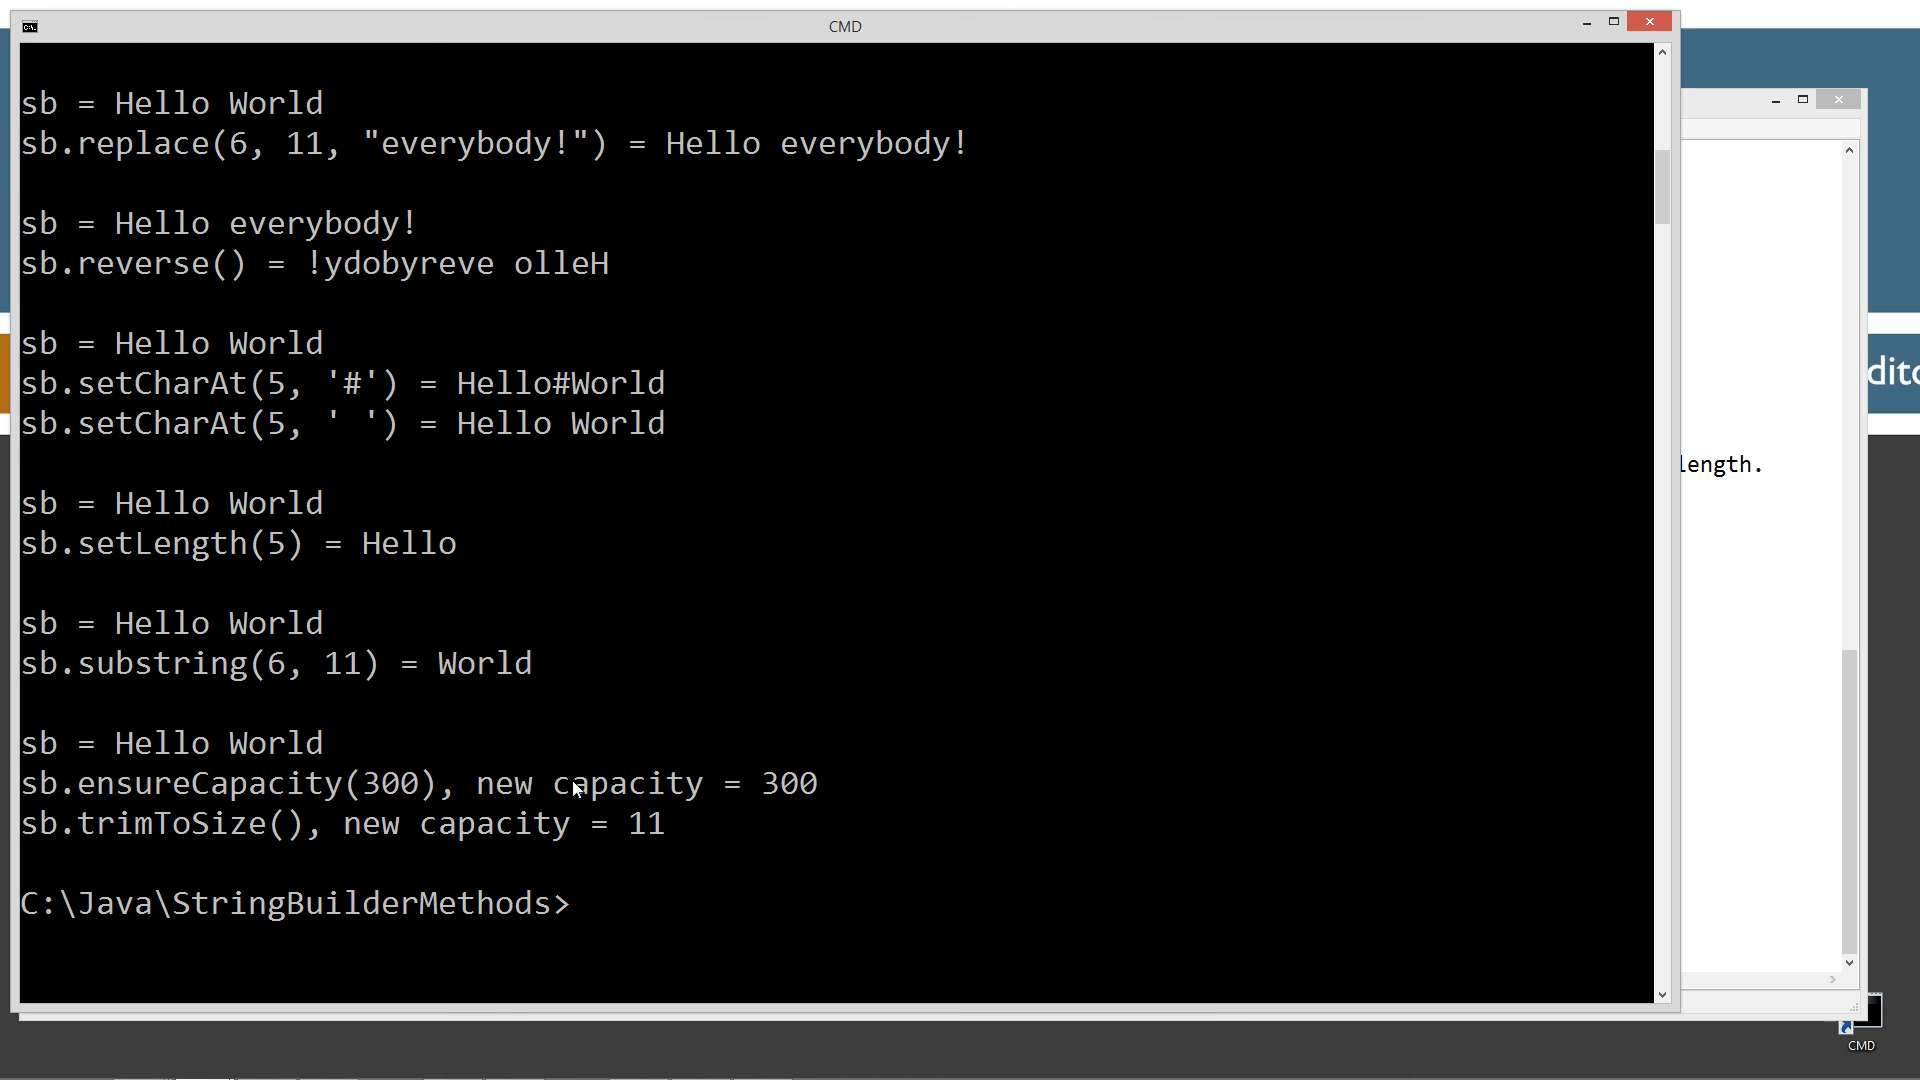 CMD
sb = Hello World
sb.replace(6, 11, "everybody!") = Hello everybody!
sb = Hello everybody!
sb.reverse() = !ydobyreve olleH
sb = Hello World
sb.setCharAt(5, '#') = Hello#World
sb.setCharAt(5, ' ') = Hello World
sb = Hello World
sb.setLength(5) = Hello
sb = Hello World
sb.substring(6, 11) = World
sb = Hello World
sb.ensureCapacity(300), new capacity = 300
sb.trimToSize(), new capacity = 11
C:\Java\StringBuilderMethods>
length.
CMD